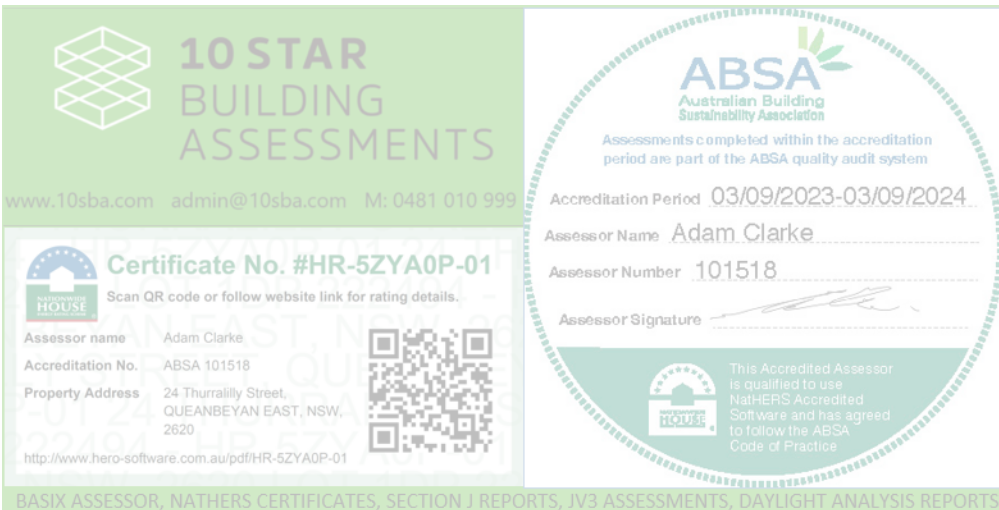 10 STAR
BUILDING
ASSESSMENTS
www.10sba.com admin@10sba.com M: 0481 010 999
Certificate No. #HR-5ZYA0P-01
Scan QR code or follow website link for rating details.
NATIONWIDE
HOUSE
Assessor name Adam Clarke
Accreditation No. ABSA 101518
Property Address 24 Thurralilly Street,
QUEANBEYAN EAST, NSW,
2620
http://www.hero-software.com.au/pdf/HR-5ZYA0P-01
ABSA
Australian Building
Sustainability Association
Assessments completed within the accreditation
period are part of the ABSA quality audit system
Accreditation Period 03/09/2023-03/09/2024
Assessor Name Adam Clarke
Assessor Number 101518
Assessor Signature
NATIONWIDE
HOUSE
This Accredited Assessor
is qualified to use
NatHERS Accredited
Software and has agreed
to follow the ABSA
Code of Practice
BASIX ASSESSOR, NATHERS CERTIFICATES, SECTION J REPORTS, JV3 ASSESSMENTS, DAYLIGHT ANALYSIS REPORTS